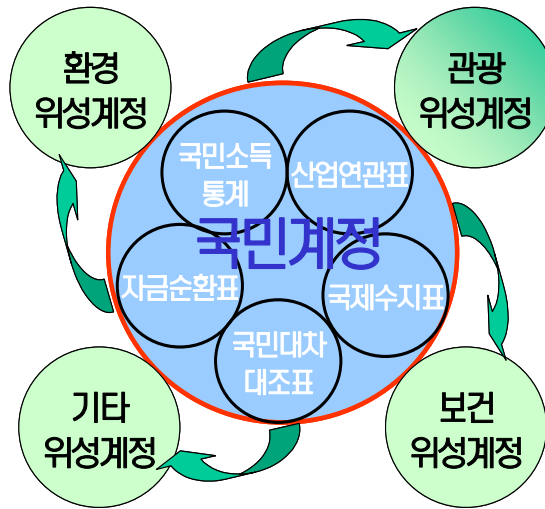 환경
위성계정
관광
위성계정
국민소득
통계
산업연관표
국민계정
자금순환표
국제수지표
국민대차
대조표
기타
위성계정
보건
위성계정